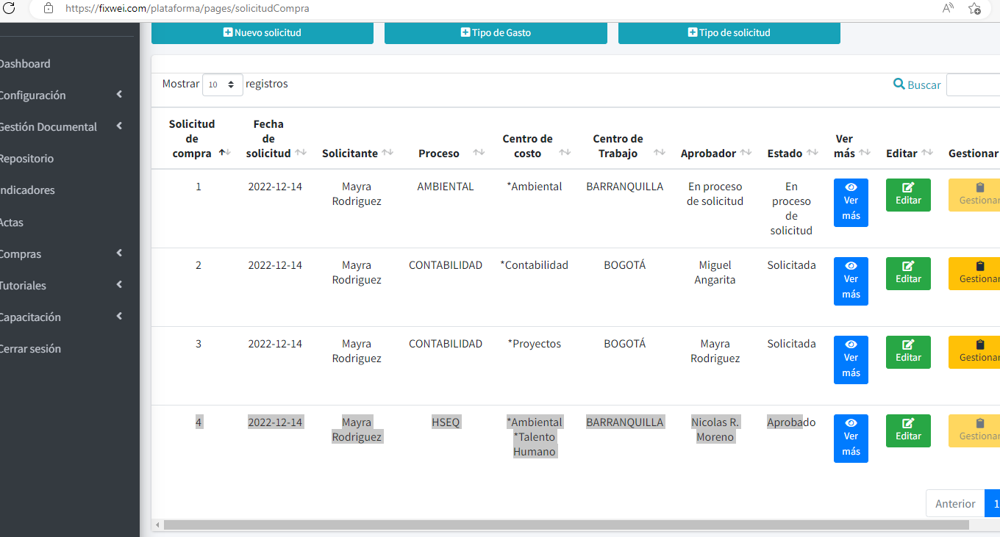 https://fixwei.com/plataforma/pages/solicitudCompra
Nuevo solicitud
Tipo de Gasto
Tipo de solicitud
Dashboard
Configuración
Gestión Documental
Repositorio
Indicadores
Actas
Compras
Tutoriales
Capacitación
Cerrar sesión
Mostrar 10 registros
Buscar
Solicitud de compra
Fecha de solicitud
Solicitante
Proceso
Centro de costo
Centro de Trabajo
Aprobador
Estado
Ver más
Editar
Gestionar
1 2022-12-14 Mayra Rodriguez AMBIENTAL *Ambiental BARRANQUILLA En proceso de solicitud En proceso de solicitud Ver más Editar Gestionar
2 2022-12-14 Mayra Rodriguez CONTABILIDAD *Contabilidad BOGOTÁ Miguel Angarita Solicitada Ver más Editar Gestionar
3 2022-12-14 Mayra Rodriguez CONTABILIDAD *Proyectos BOGOTÁ Mayra Rodriguez Solicitada Ver más Editar Gestionar
4 2022-12-14 Mayra Rodriguez HSEQ *Ambiental *Talento Humano BARRANQUILLA Nicolas R. Moreno Aprobado Ver más Editar Gestionar
Anterior 1